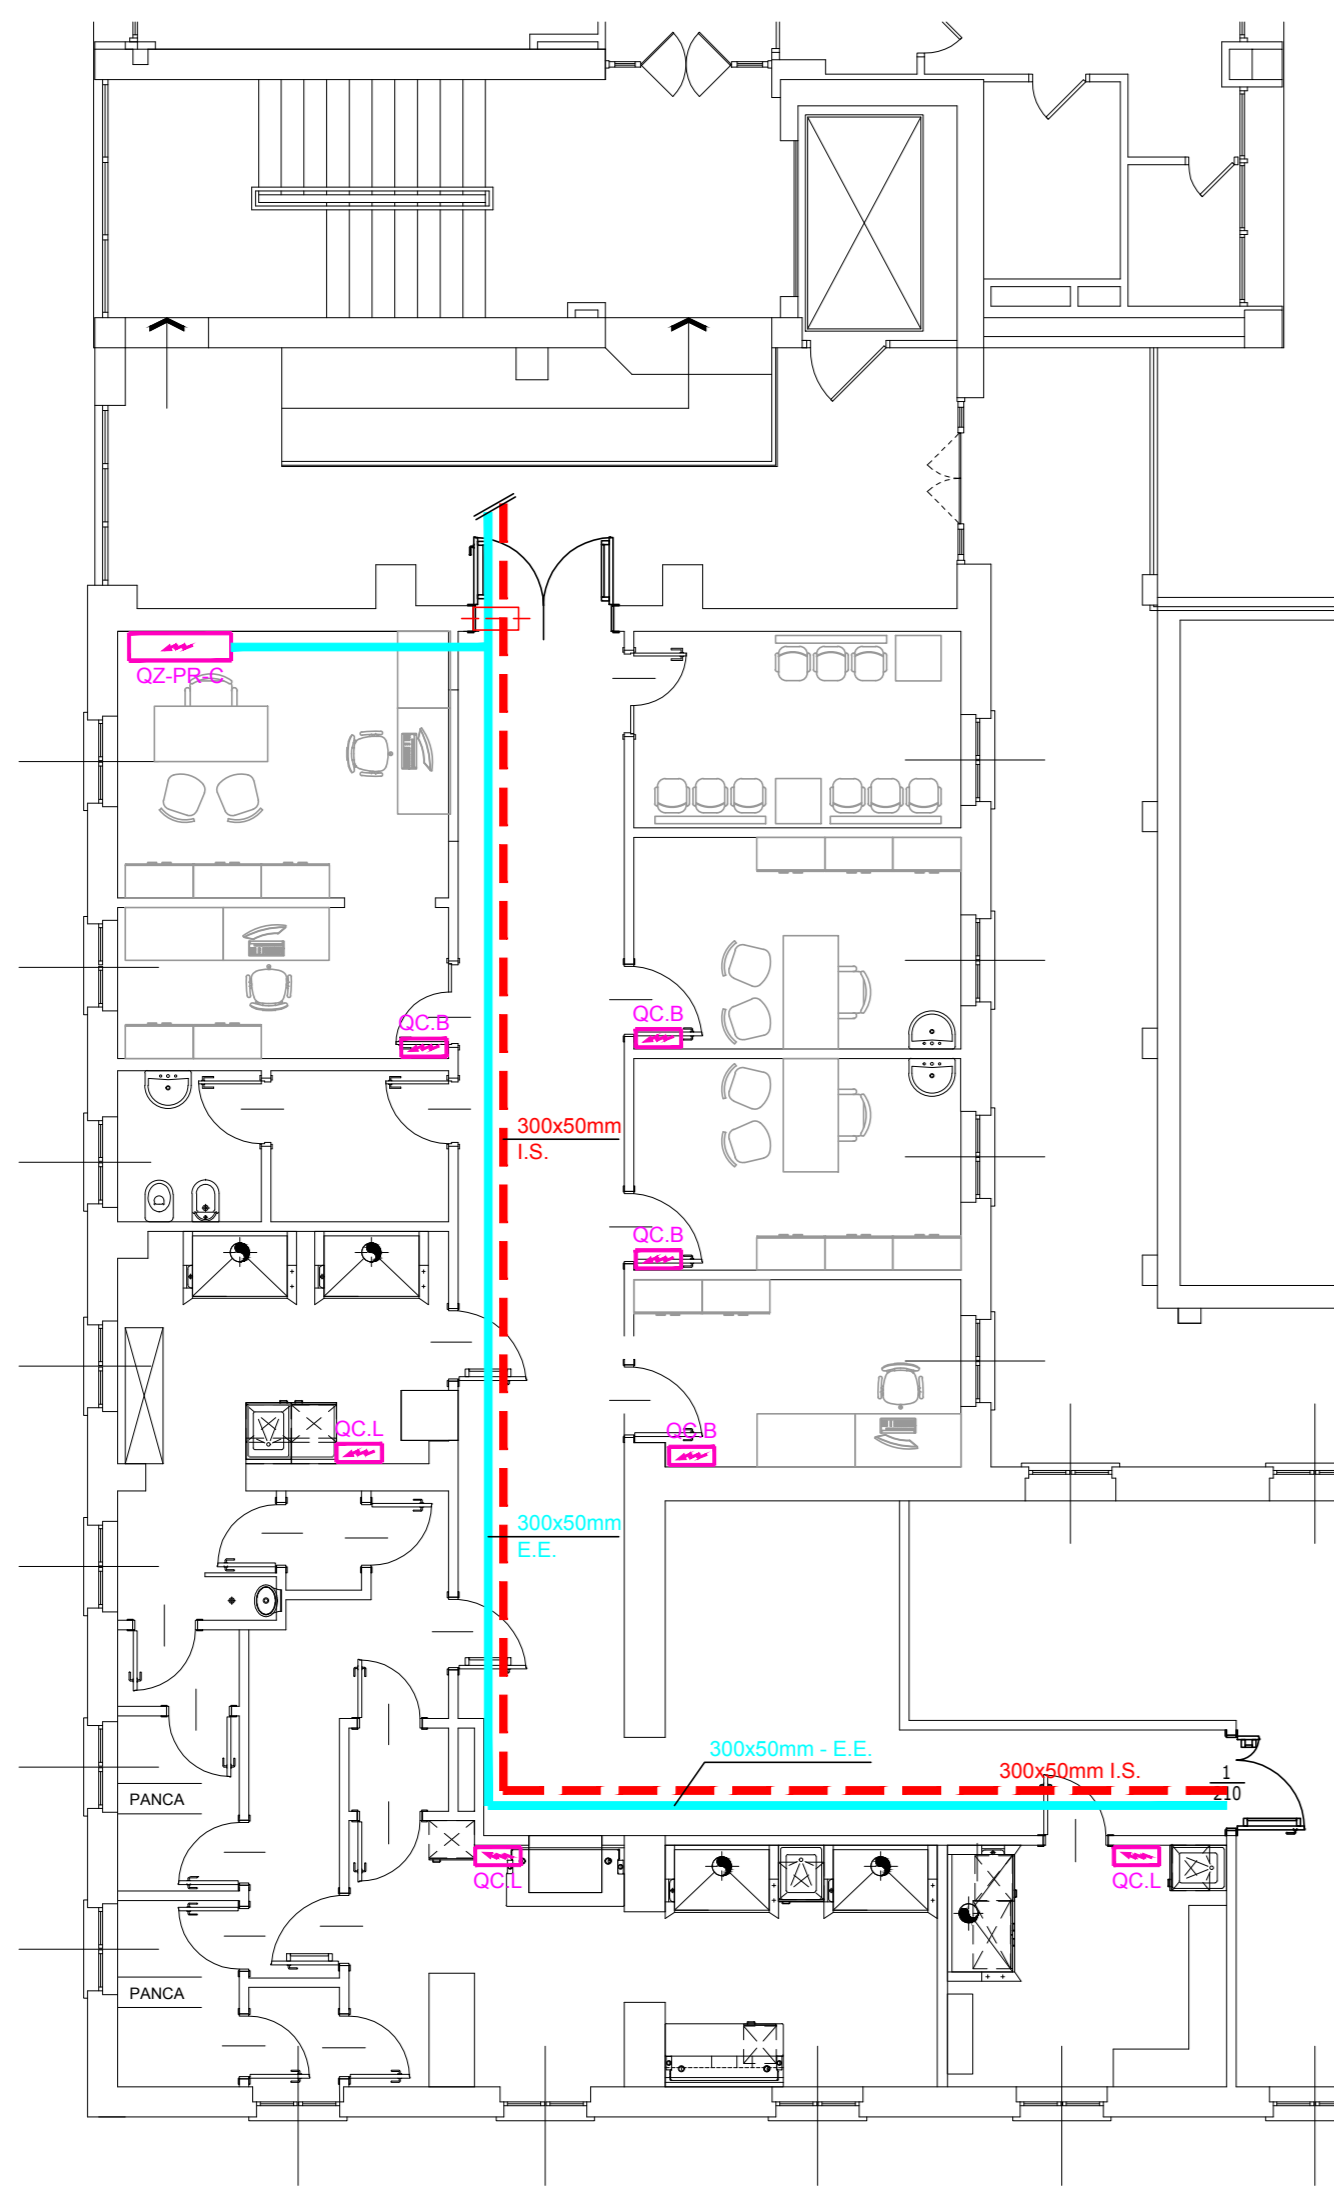 QZ-PR-C
QC.B
QC.B
300x50mm
I.S.
QC.B
QC.L
QC.B
300x50mm
E.E.
300x50mm - E.E.
300x50mm I.S.
1
210
PANCA
QC.L
QC.L
PANCA